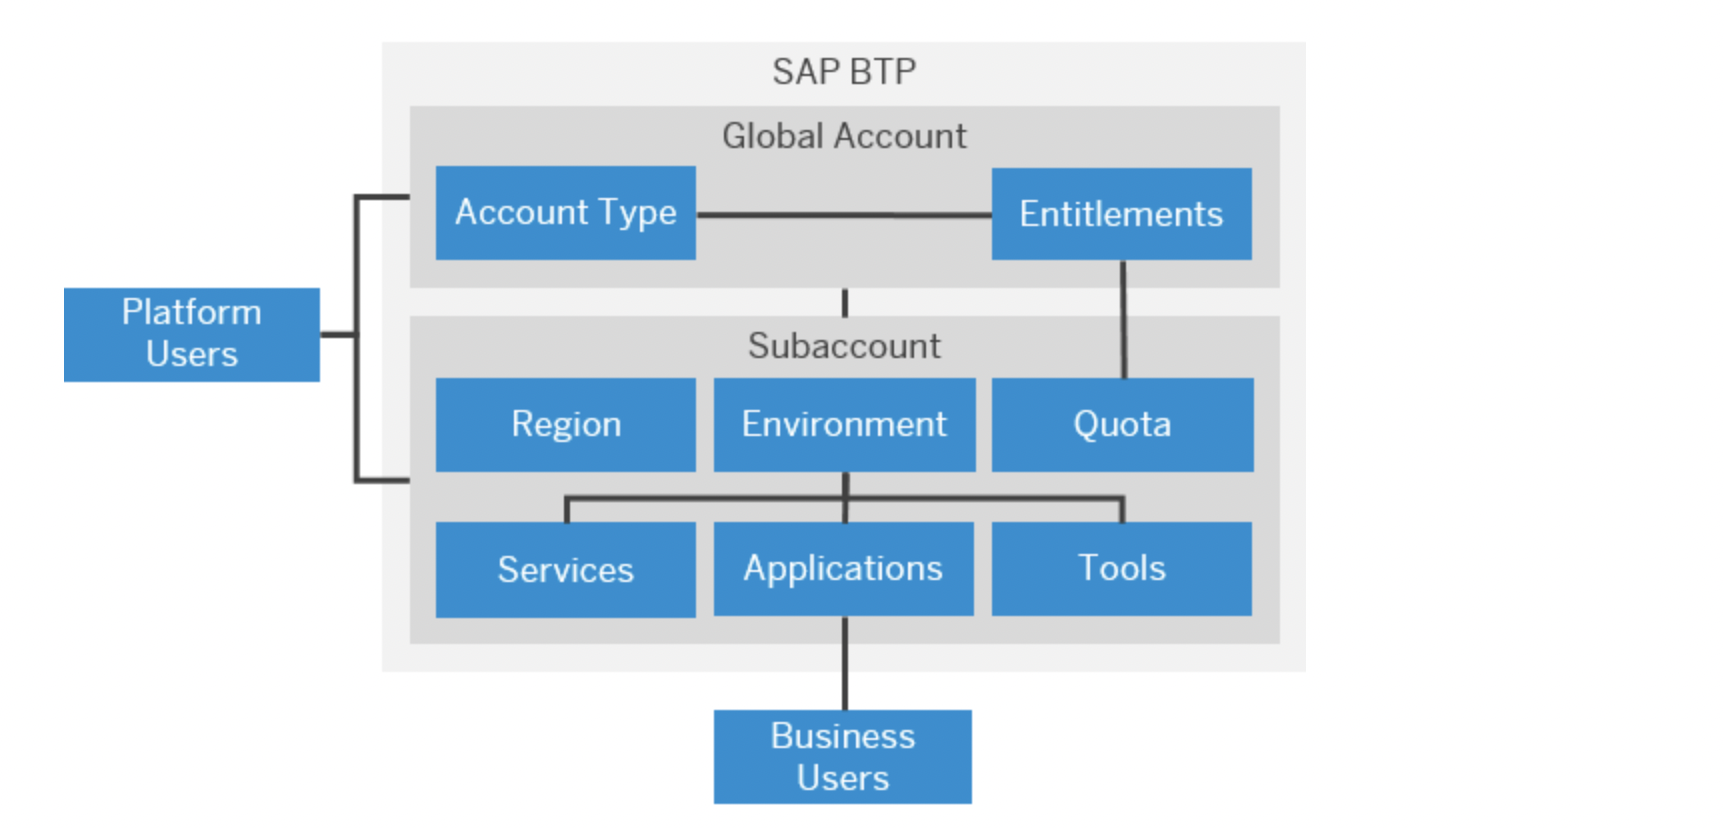 SAP BTP
Global Account
Account Type
Entitlements
Platform
Users
Subaccount
Region
Environment
Quota
Services
Applications
Tools
Business
Users